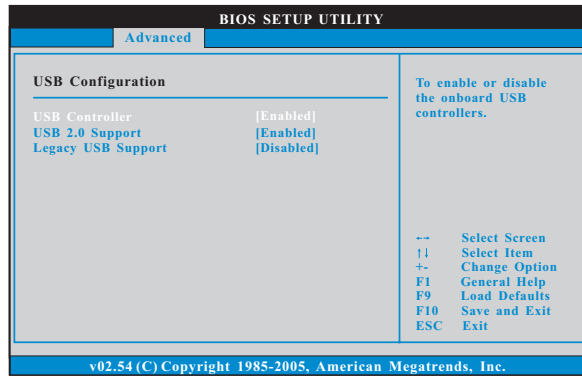 BIOS SETUP UTILITY
Advanced
USB Configuration
USB Controller [Enabled]
USB 2.0 Support [Enabled]
Legacy USB Support [Disabled]
To enable or disable
the onboard USB
controllers.
←→ Select Screen
↑↓ Select Item
+- Change Option
F1 General Help
F9 Load Defaults
F10 Save and Exit
ESC Exit
v02.54 (C) Copyright 1985-2005, American Megatrends, Inc.